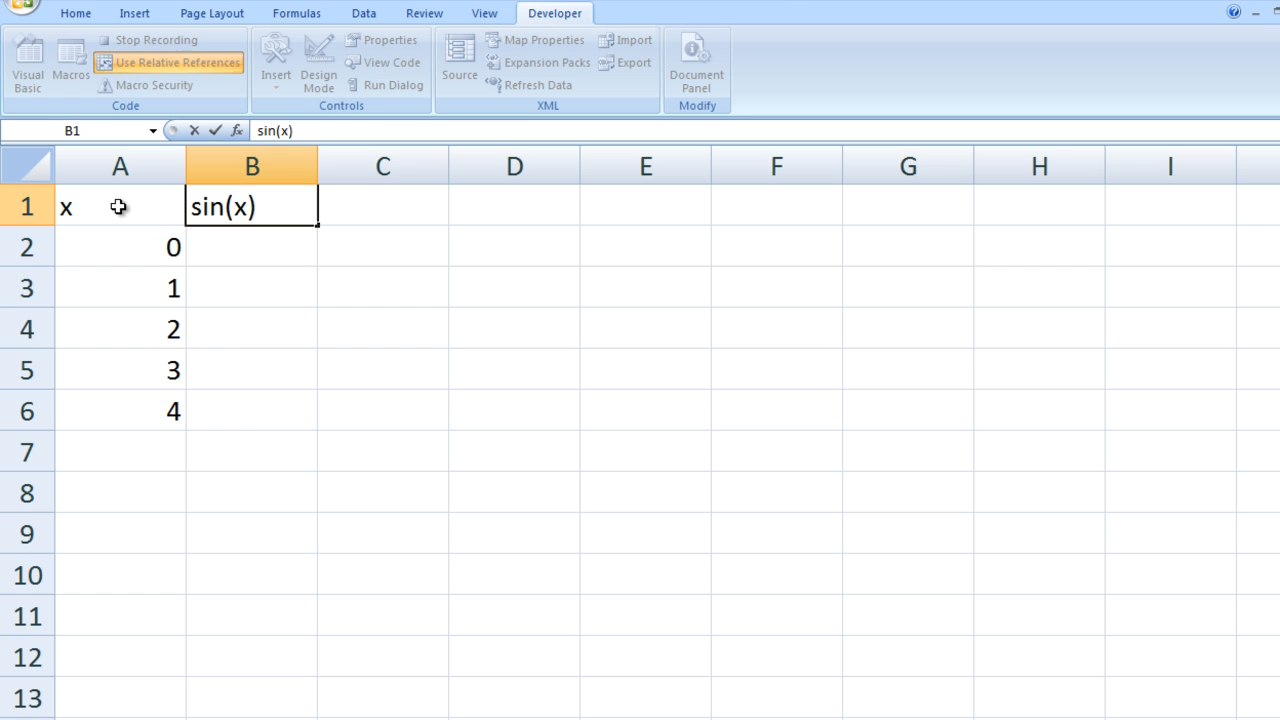 Home Insert Page Layout Formulas Data Review View Developer
Stop Recording
Use Relative References
Macro Security
Visual Basic
Macros
Code
Insert
Design Mode
Properties
View Code
Run Dialog
Controls
Source
Map Properties
Expansion Packs
Refresh Data
Import
Export
XML
Document Panel
Modify
B1 fx sin(x)
A B C D E F G H I
1 x sin(x)
2 0
3 1
4 2
5 3
6 4
7
8
9
10
11
12
13